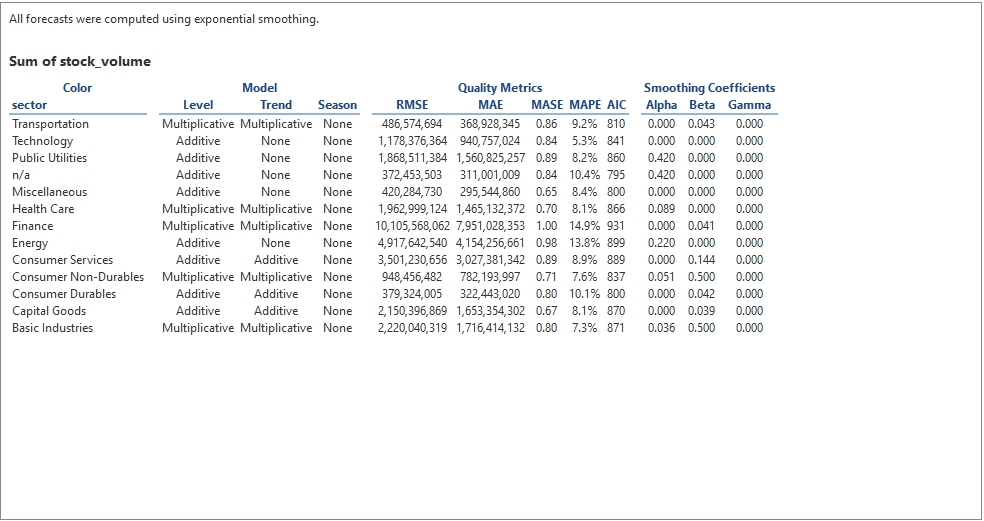 All forecasts were computed using exponential smoothing.
Sum of stock_volume
Color Model Quality Metrics Smoothing Coefficients
sector Level Trend Season RMSE MAE MASE MAPE AIC Alpha Beta Gamma
Transportation Multiplicative Multiplicative None 486,574,694 368,928,345 0.86 9.2% 810 0.000 0.043 0.000
Technology Additive None None 1,178,376,364 940,757,024 0.84 5.3% 841 0.000 0.000 0.000
Public Utilities Additive None None 1,868,511,384 1,560,825,257 0.89 8.2% 860 0.420 0.000 0.000
n/a Additive None None 372,453,503 311,001,009 0.84 10.4% 795 0.420 0.000 0.000
Miscellaneous Additive None None 420,284,730 295,544,860 0.65 8.4% 800 0.000 0.000 0.000
Health Care Multiplicative Multiplicative None 1,962,999,124 1,465,132,372 0.70 8.1% 866 0.089 0.000 0.000
Finance Multiplicative Multiplicative None 10,105,568,062 7,951,028,353 1.00 14.9% 931 0.000 0.041 0.000
Energy Additive None None 4,917,642,540 4,154,256,661 0.98 13.8% 899 0.220 0.000 0.000
Consumer Services Additive Additive None 3,501,230,656 3,027,381,342 0.89 8.9% 889 0.000 0.144 0.000
Consumer Non-Durables Multiplicative Multiplicative None 948,456,482 782,193,997 0.71 7.6% 837 0.051 0.500 0.000
Consumer Durables Additive Additive None 379,324,005 322,443,020 0.80 10.1% 800 0.000 0.042 0.000
Capital Goods Additive Additive None 2,150,396,869 1,653,354,302 0.67 8.1% 870 0.000 0.039 0.000
Basic Industries Multiplicative Multiplicative None 2,220,040,319 1,716,414,132 0.80 7.3% 871 0.036 0.500 0.000